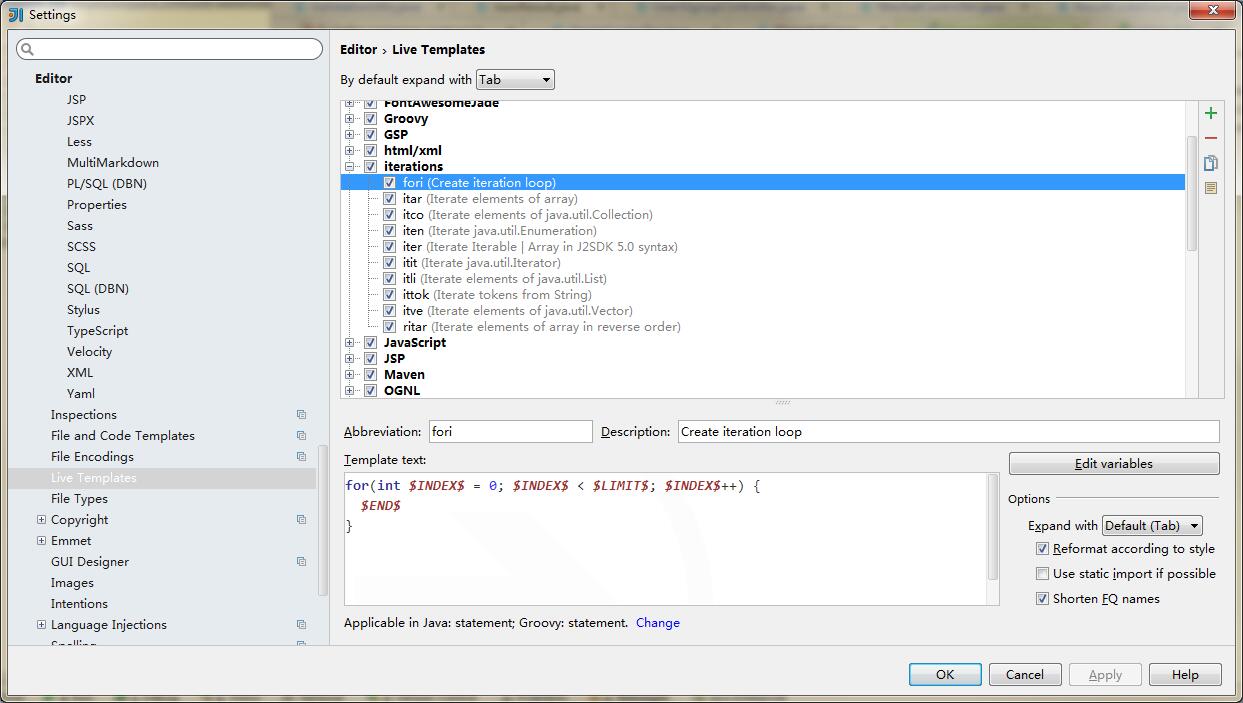 Settings
Editor
JSP
JSPX
Less
MultiMarkdown
PL/SQL (DBN)
Properties
Sass
SCSS
SQL
SQL (DBN)
Stylus
TypeScript
Velocity
XML
Yaml
Inspections
File and Code Templates
File Encodings
Live Templates
File Types
Copyright
Emmet
GUI Designer
Images
Intentions
Language Injections
Spelling
Editor › Live Templates
By default expand with Tab
FontAwesomeJade
Groovy
GSP
html/xml
iterations
fori (Create iteration loop)
itar (Iterate elements of array)
itco (Iterate elements of java.util.Collection)
iten (Iterate java.util.Enumeration)
iter (Iterate Iterable | Array in J2SDK 5.0 syntax)
itit (Iterate java.util.Iterator)
itli (Iterate elements of java.util.List)
ittok (Iterate tokens from String)
itve (Iterate elements of java.util.Vector)
ritar (Iterate elements of array in reverse order)
JavaScript
JSP
Maven
OGNL
Abbreviation: fori Description: Create iteration loop
Template text:
for(int $INDEX$ = 0; $INDEX$ < $LIMIT$; $INDEX$++) {
$END$
}
Edit variables
Options
Expand with Default (Tab)
Reformat according to style
Use static import if possible
Shorten FQ names
Applicable in Java: statement; Groovy: statement. Change
OK Cancel Apply Help